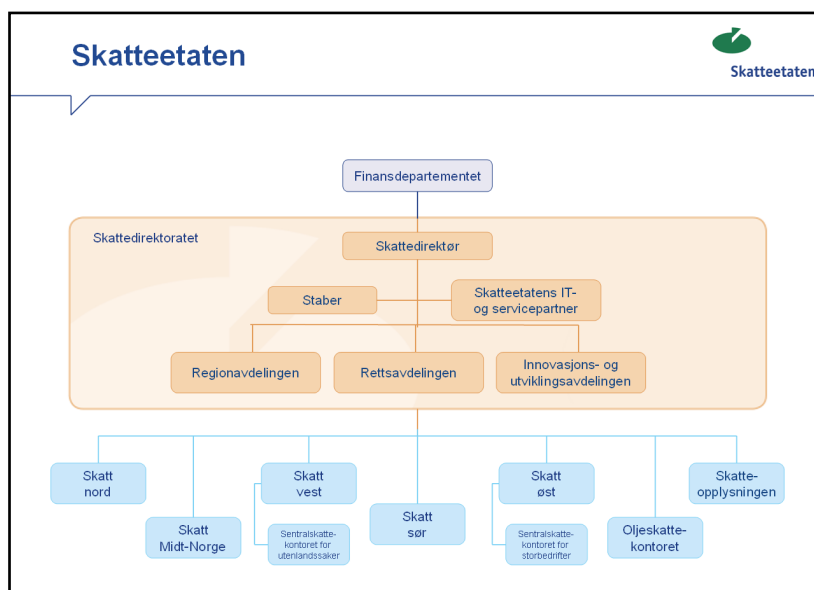 Skatteetaten
Skatteetaten
Finansdepartementet
Skattedirektoratet
Skattedirektør
Staber
Skatteetatens IT-
og servicepartner
Regionavdelingen
Rettsavdelingen
Innovasjons- og
utviklingsavdelingen
Skatt
nord
Skatt
Midt-Norge
Skatt
vest
Sentralskatte-
kontoret for
utenlandssaker
Skatt
sør
Skatt
øst
Sentralskatte-
kontoret for
storbedrifter
Oljeskatte-
kontoret
Skatte-
opplysningen